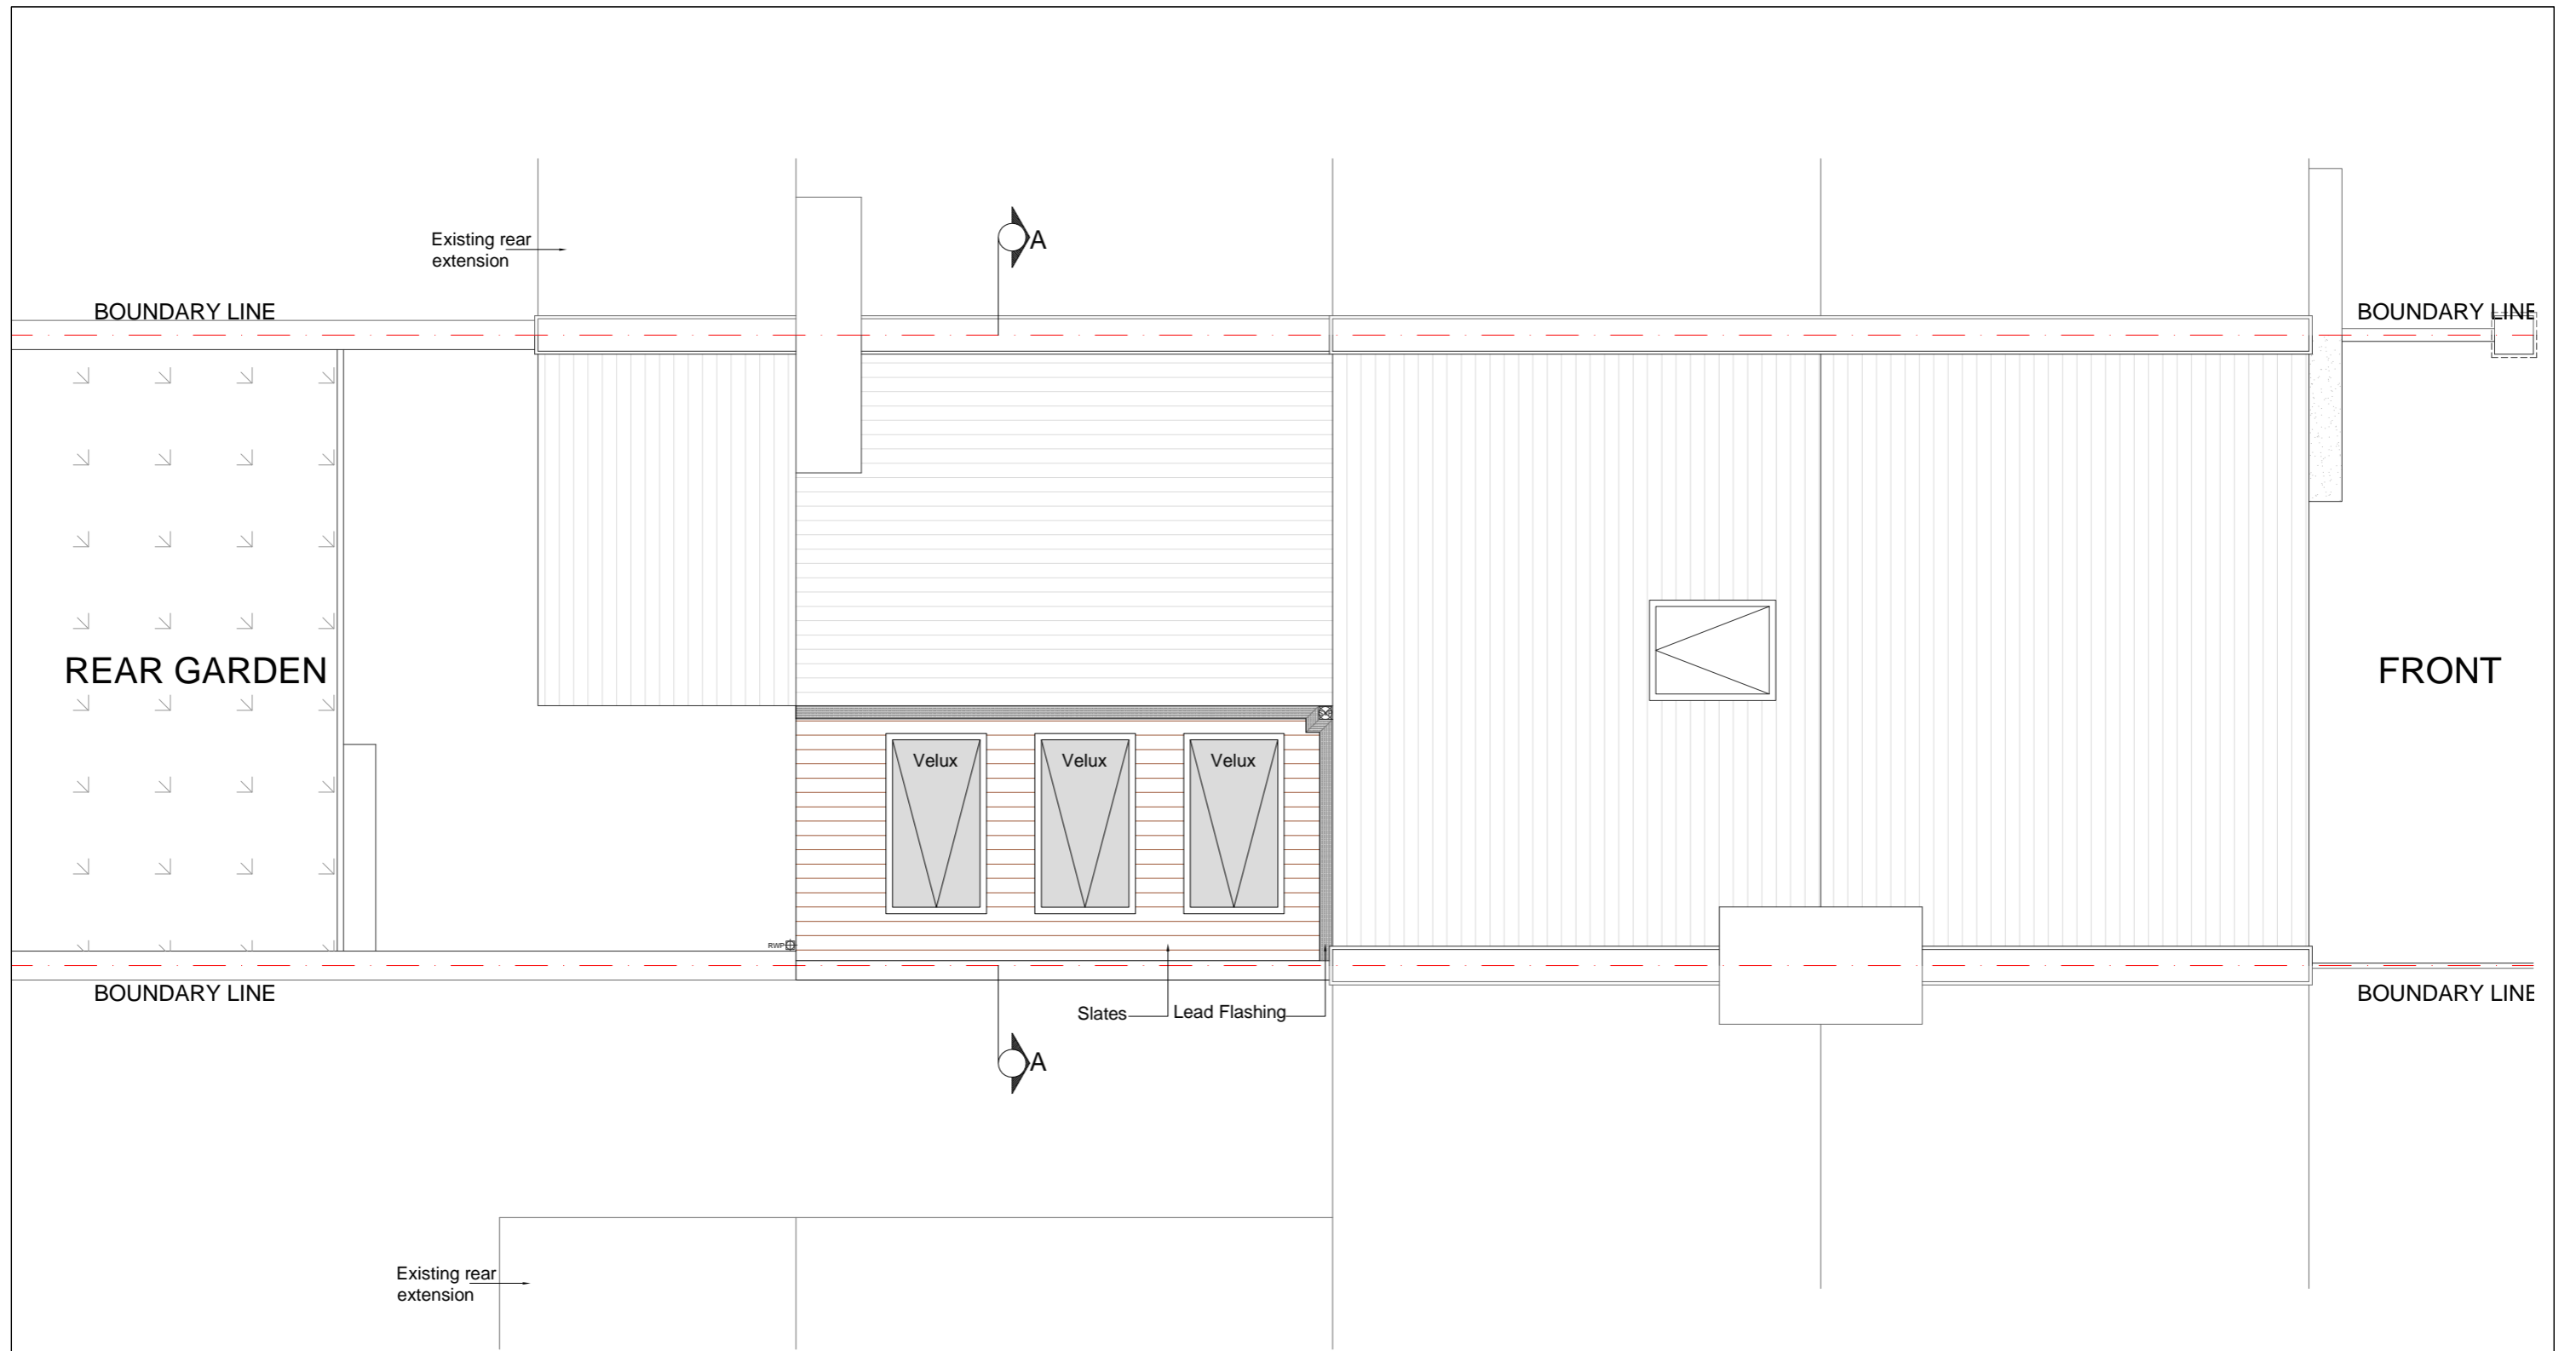 Existing rear
extension
A
BOUNDARY LINE
BOUNDARY LINE
REAR GARDEN
FRONT
Velux
Velux
Velux
RWP
BOUNDARY LINE
BOUNDARY LINE
Slates
Lead Flashing
A
Existing rear
extension